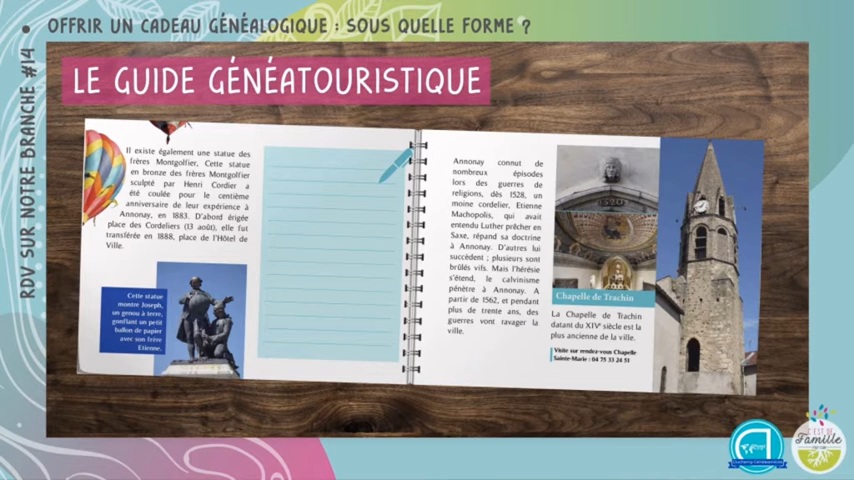 OFFRIR UN CADEAU GÉNÉALOGIQUE : SOUS QUELLE FORME ?
RDV SUR NOTRE BRANCHE #14
LE GUIDE GÉNÉATOURISTIQUE
Il existe également une statue des
frères Montgolfier, Cette statue
en bronze des frères Montgolfier
sculpté par Henri Cordier a
été coulée pour le centième
anniversaire de leur expérience à
Annonay, en 1883. D'abord érigée
place des Cordeliers (13 août), elle fut
transférée en 1888, place de l'Hôtel de
Ville.
Cette statue
montre Joseph,
un genou à terre,
gonflant un petit
ballon de papier
avec son frère
Etienne.
Annonay connut de
nombreux épisodes
lors des guerres de
religions, dès 1528, un
moine cordelier, Etienne
Machopolis, qui avait
entendu Luther prêcher en
Saxe, répand sa doctrine
à Annonay. D'autres lui
succèdent ; plusieurs sont
brûlés vifs. Mais l'hérésie
s'étend, le calvinisme
pénètre à Annonay. A
partir de 1562, et pendant
plus de trente ans, des
guerres vont ravager la
ville.
1520
Chapelle de Trachin
La Chapelle de Trachin
datant du XIVe siècle est la
plus ancienne de la ville.
Visite sur rendez-vous Chapelle
Sainte-Marie : 04 75 33 24 51
C'EST DE
Famille